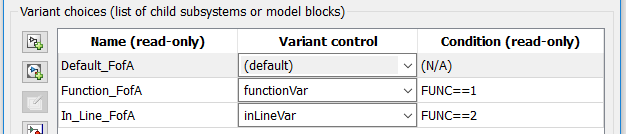 Variant choices (list of child subsystems or model blocks)
Name (read-only) Variant control Condition (read-only)
Default_FofA (default) (N/A)
Function_FofA functionVar FUNC==1
In_Line_FofA inLineVar FUNC==2